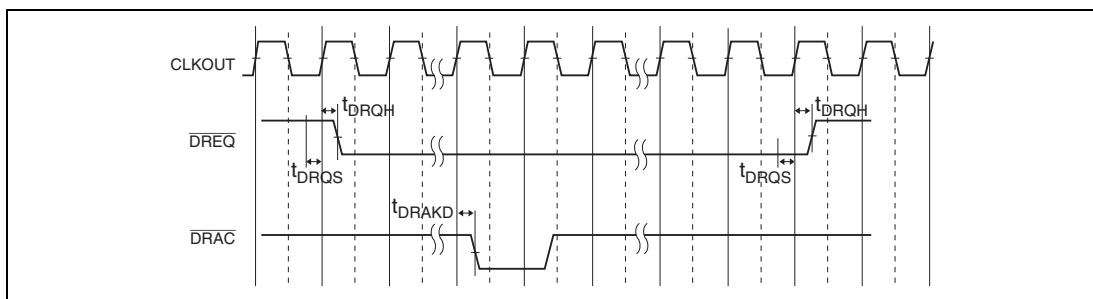 CLKOUT
tDRQH
tDRQH
DREQ
tDRQS
tDRQS
tDRAKD
DRAC